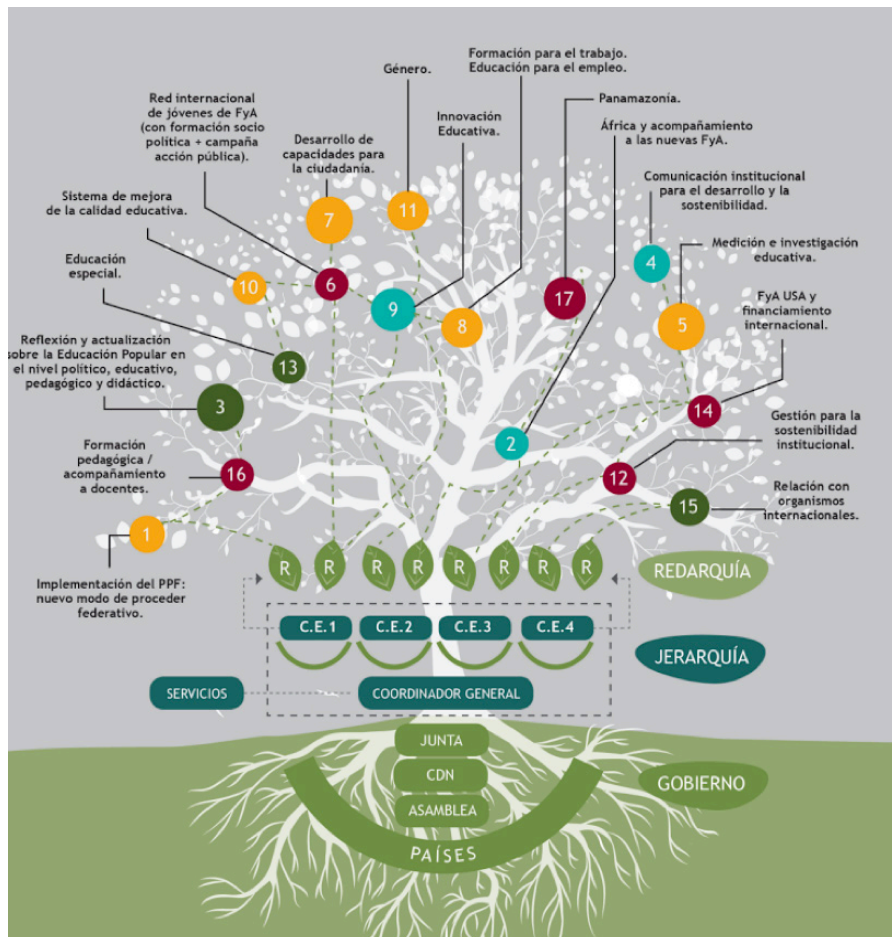 Formación para el trabajo.
Educación para el empleo.
Género.
Red internacional
de jóvenes de FyA
(con formación socio
política + campaña
acción pública).
Panamazonía.
Innovación
Educativa.
África y acompañamiento
a las nuevas FyA.
Desarrollo de
capacidades para
la ciudadanía.
Comunicación institucional
para el desarrollo y la
sostenibilidad.
Sistema de mejora
de la calidad educativa.
7
11
Medición e investigación
educativa.
Educación
especial.
10
6
9
8
17
4
5
FyA USA y
financiamiento
internacional.
Reflexión y actualización
sobre la Educación Popular en
el nivel político, educativo,
pedagógico y didáctico.
13
3
14
Gestión para la
sostenibilidad
institucional.
2
Formación
pedagógica /
acompañamiento
a docentes.
16
12
Relación con
organismos
internacionales.
15
1
Implementación del PPF:
nuevo modo de proceder
federativo.
R R R R R R R R
REDARQUÍA
C.E.1 C.E.2 C.E.3 C.E.4
JERARQUÍA
SERVICIOS
COORDINADOR GENERAL
JUNTA
CDN
ASAMBLEA
PAÍSES
GOBIERNO